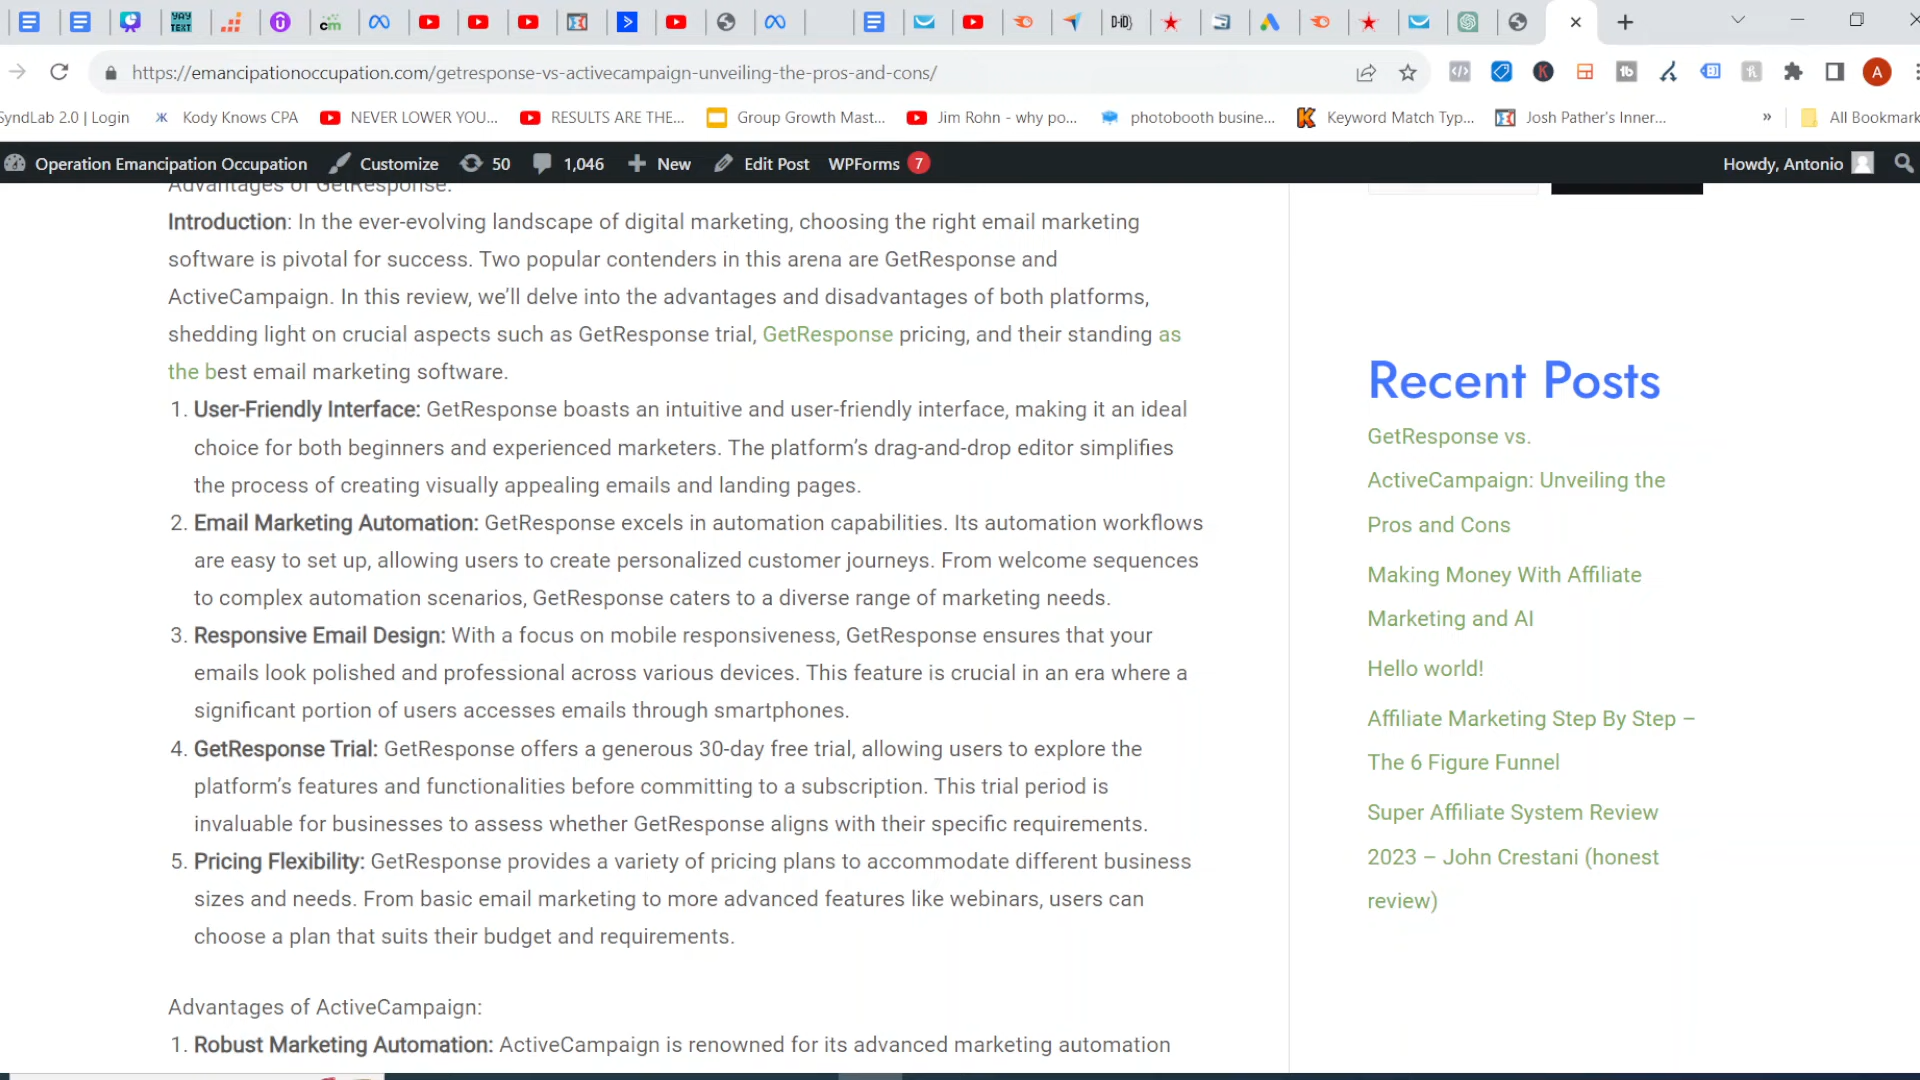 https://emancipationoccupation.com/getresponse-vs-activecampaign-unveiling-the-pros-and-cons/
SyndLab 2.0 | Login
Kody Knows CPA
NEVER LOWER YOU...
RESULTS ARE THE...
Group Growth Mast...
Jim Rohn - why po...
photobooth busine...
Keyword Match Typ...
Josh Pather's Inner...
»
All Bookmark
Operation Emancipation Occupation
Customize
50
1,046
New
Edit Post
WPForms 7
Howdy, Antonio
Advantages of GetResponse:
Introduction: In the ever-evolving landscape of digital marketing, choosing the right email marketing
software is pivotal for success. Two popular contenders in this arena are GetResponse and
ActiveCampaign. In this review, we’ll delve into the advantages and disadvantages of both platforms,
shedding light on crucial aspects such as GetResponse trial, GetResponse pricing, and their standing as
the best email marketing software.
1. User-Friendly Interface: GetResponse boasts an intuitive and user-friendly interface, making it an ideal
choice for both beginners and experienced marketers. The platform’s drag-and-drop editor simplifies
the process of creating visually appealing emails and landing pages.
2. Email Marketing Automation: GetResponse excels in automation capabilities. Its automation workflows
are easy to set up, allowing users to create personalized customer journeys. From welcome sequences
to complex automation scenarios, GetResponse caters to a diverse range of marketing needs.
3. Responsive Email Design: With a focus on mobile responsiveness, GetResponse ensures that your
emails look polished and professional across various devices. This feature is crucial in an era where a
significant portion of users accesses emails through smartphones.
4. GetResponse Trial: GetResponse offers a generous 30-day free trial, allowing users to explore the
platform’s features and functionalities before committing to a subscription. This trial period is
invaluable for businesses to assess whether GetResponse aligns with their specific requirements.
5. Pricing Flexibility: GetResponse provides a variety of pricing plans to accommodate different business
sizes and needs. From basic email marketing to more advanced features like webinars, users can
choose a plan that suits their budget and requirements.
Advantages of ActiveCampaign:
1. Robust Marketing Automation: ActiveCampaign is renowned for its advanced marketing automation
Recent Posts
GetResponse vs.
ActiveCampaign: Unveiling the
Pros and Cons
Making Money With Affiliate
Marketing and AI
Hello world!
Affiliate Marketing Step By Step –
The 6 Figure Funnel
Super Affiliate System Review
2023 – John Crestani (honest
review)